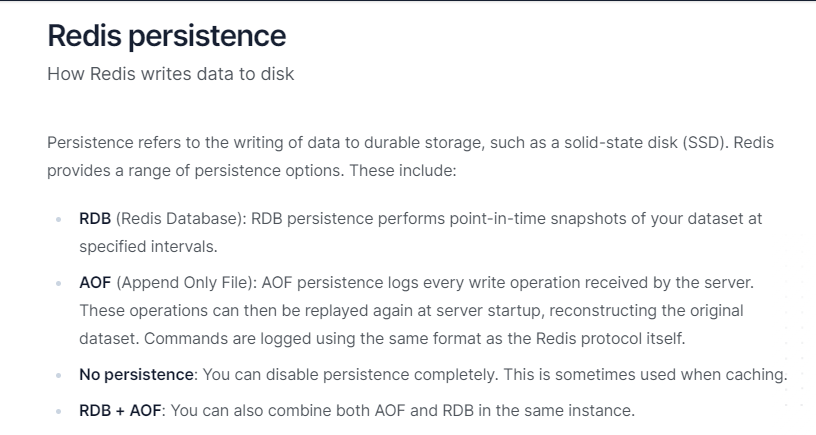 Redis persistence
How Redis writes data to disk
Persistence refers to the writing of data to durable storage, such as a solid-state disk (SSD). Redis
provides a range of persistence options. These include:
RDB (Redis Database): RDB persistence performs point-in-time snapshots of your dataset at
specified intervals.
AOF (Append Only File): AOF persistence logs every write operation received by the server.
These operations can then be replayed again at server startup, reconstructing the original
dataset. Commands are logged using the same format as the Redis protocol itself.
No persistence: You can disable persistence completely. This is sometimes used when caching.
RDB + AOF: You can also combine both AOF and RDB in the same instance.